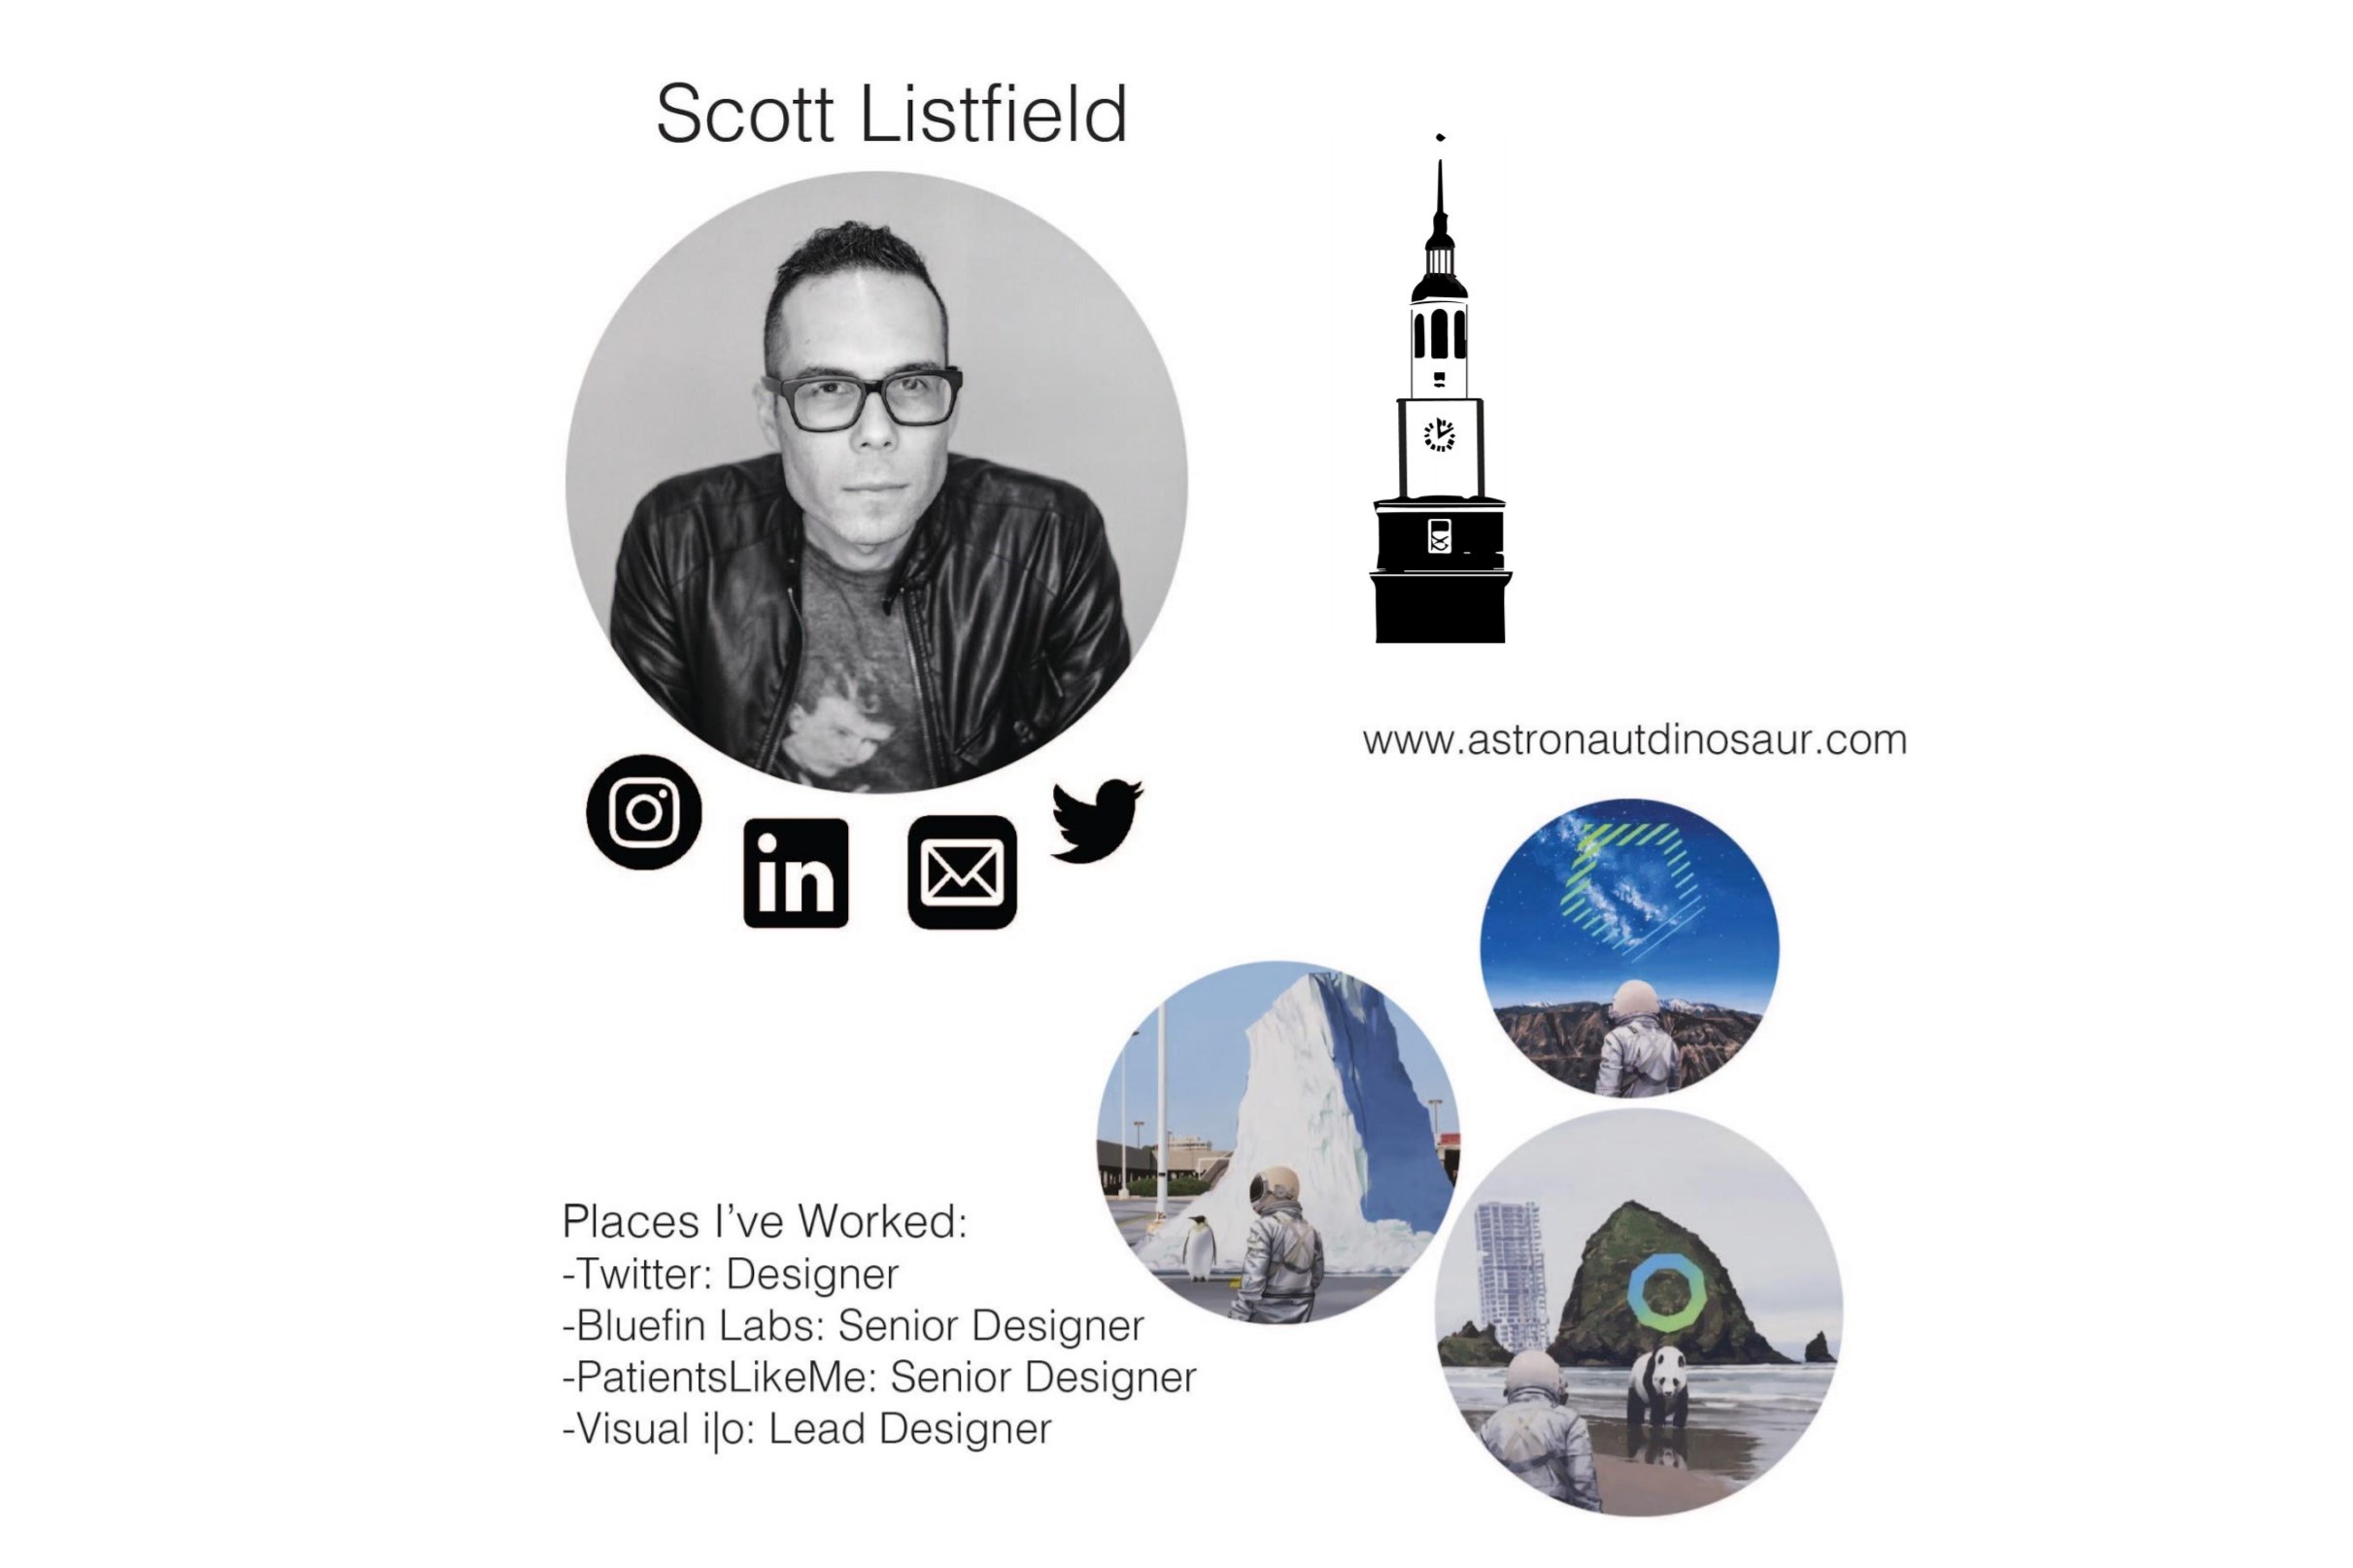 Scott Listfield
in
www.astronautdinosaur.com
Places I've Worked:
-Twitter: Designer
-Bluefin Labs: Senior Designer
-PatientsLikeMe: Senior Designer
-Visual i|o: Lead Designer